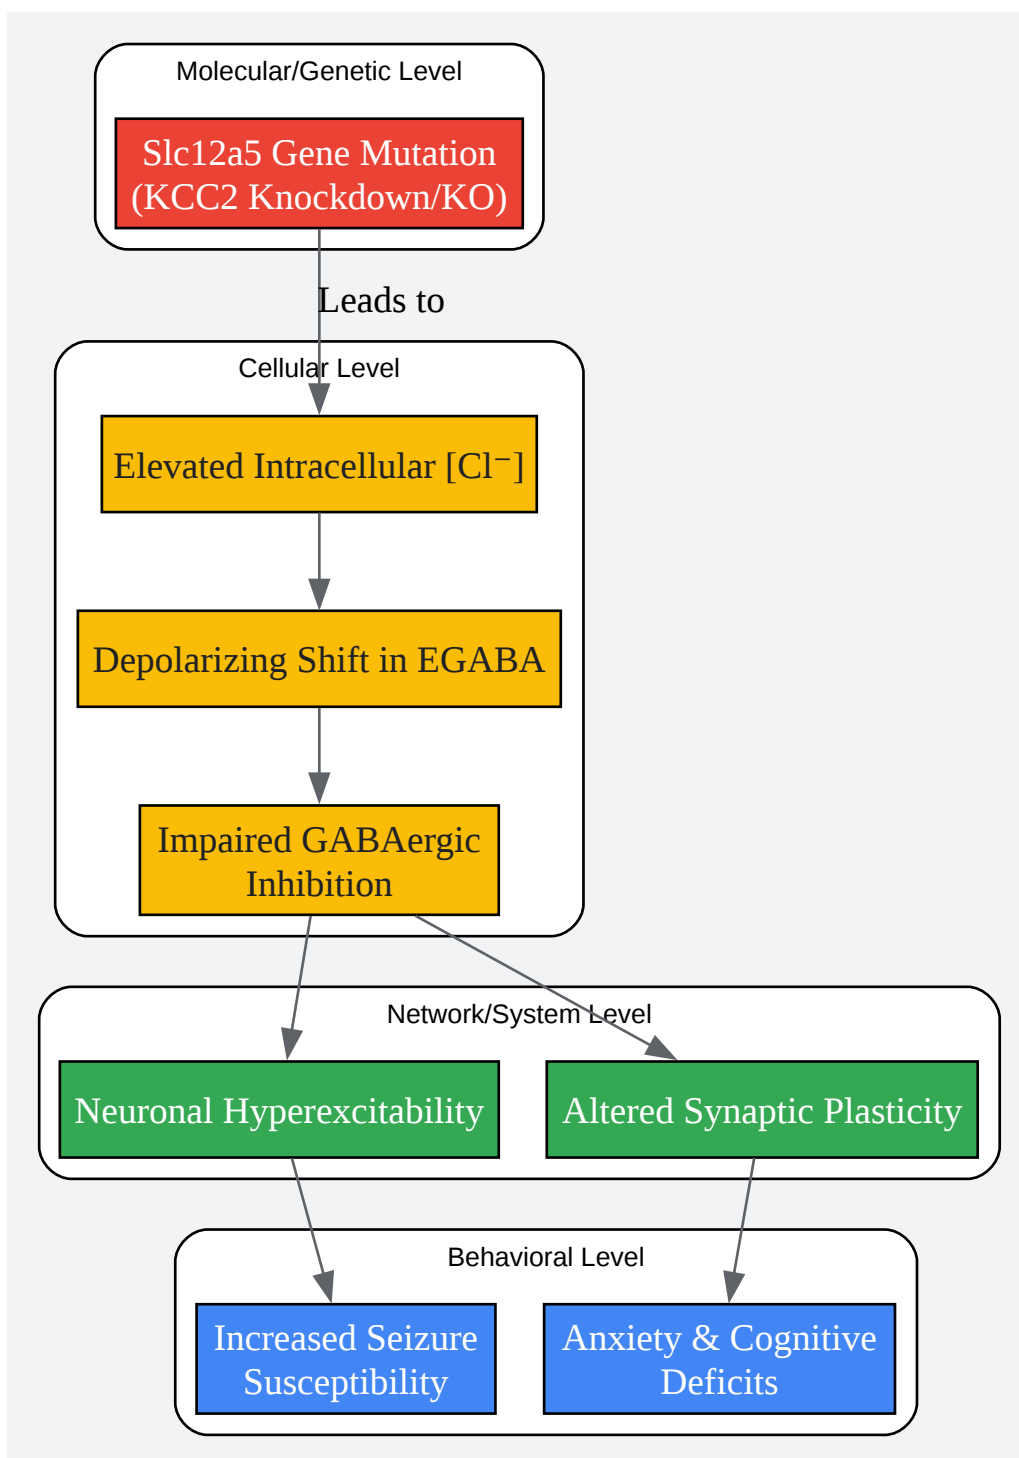 Molecular/Genetic Level
Slc12a5 Gene Mutation
(KCC2 Knockdown/KO)
Leads to
Cellular Level
Elevated Intracellular [Cl⁻]
Depolarizing Shift in EGABA
Impaired GABAergic
Inhibition
Network/System Level
Neuronal Hyperexcitability
Altered Synaptic Plasticity
Behavioral Level
Increased Seizure
Susceptibility
Anxiety & Cognitive
Deficits